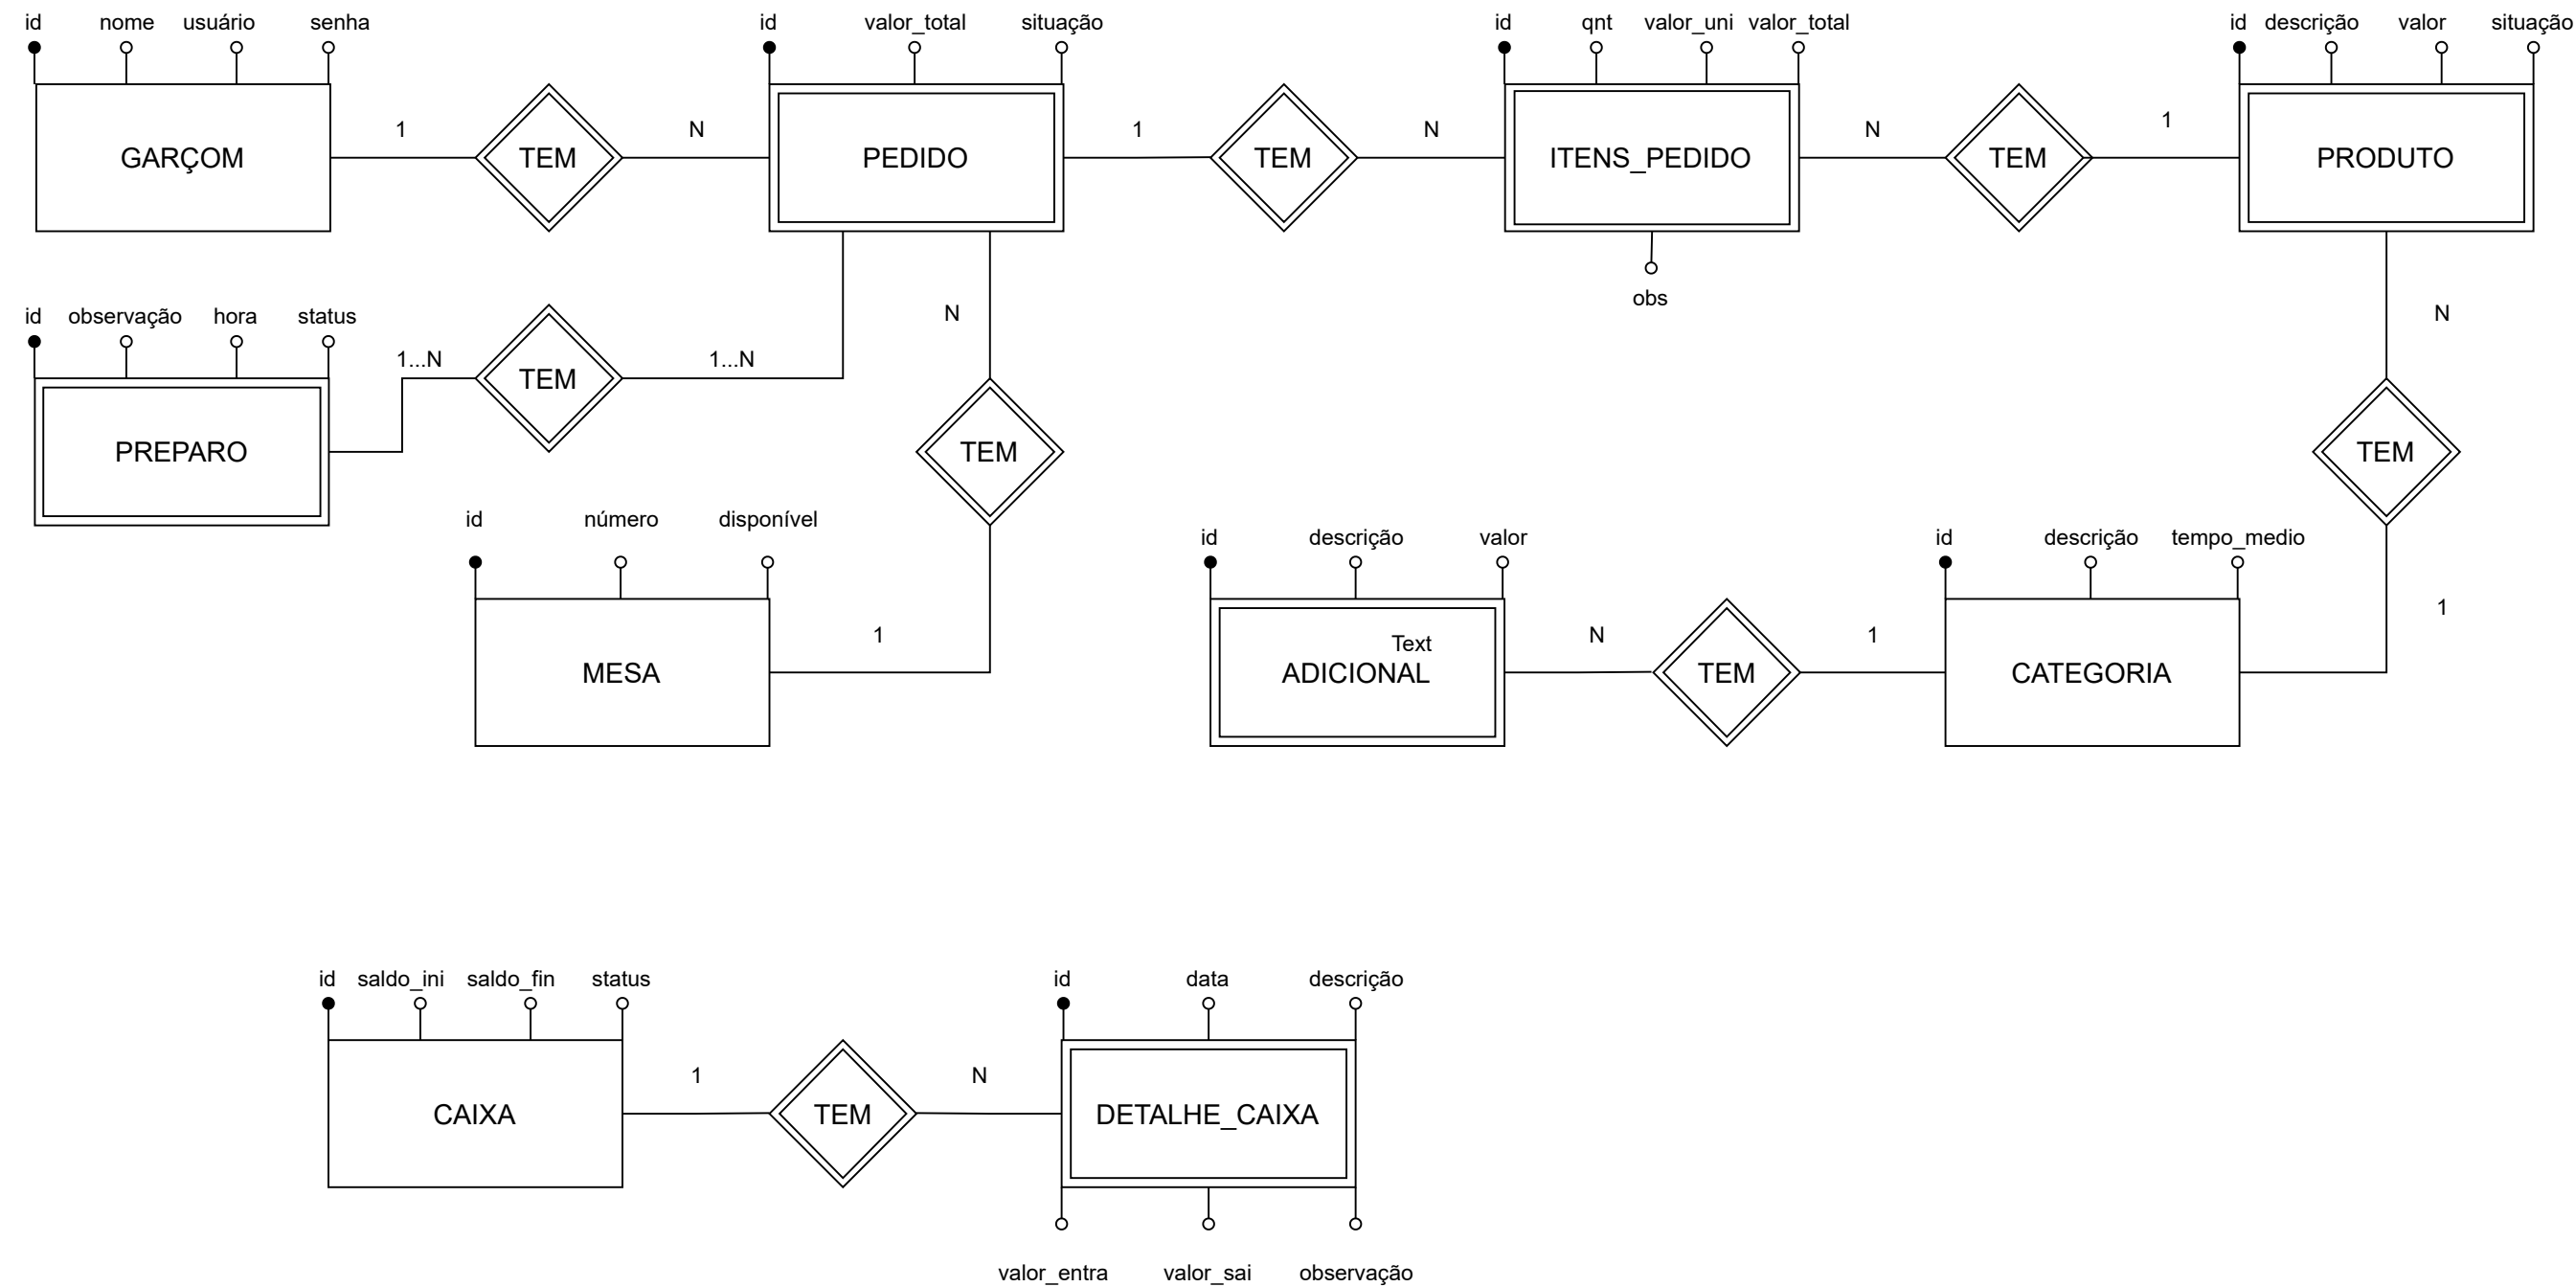 id nome usuário senha
id valor_total situação
id qnt valor_uni valor_total
id descrição valor situação
GARÇOM
1
TEM
N
PEDIDO
1
TEM
N
ITENS_PEDIDO
N
TEM
1
PRODUTO
obs
id observação hora status
PREPARO
1...N
TEM
1...N
N
TEM
N
TEM
id número disponível
MESA
1
id descrição valor
Text
ADICIONAL
N
TEM
1
id descrição tempo_medio
CATEGORIA
1
id saldo_ini saldo_fin status
CAIXA
1
TEM
N
id data descrição
DETALHE_CAIXA
valor_entra valor_sai observação